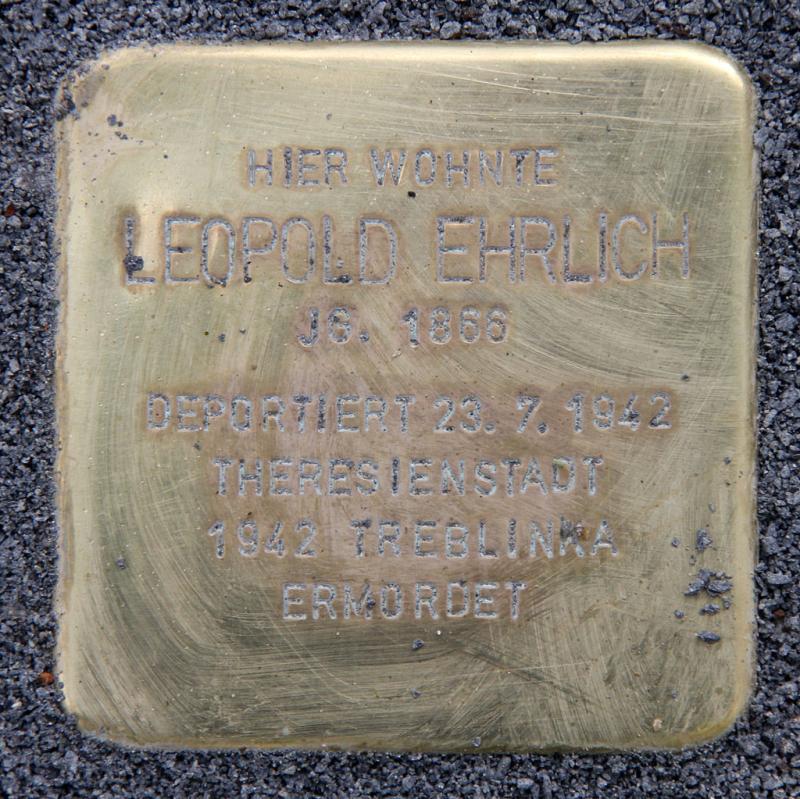 HIER WOHNTE
LEOPOLD EHRLICH
JG. 1866
DEPORTIERT 23. 7. 1942
THERESIENSTADT
1942 TREBLINKA
ERMORDET